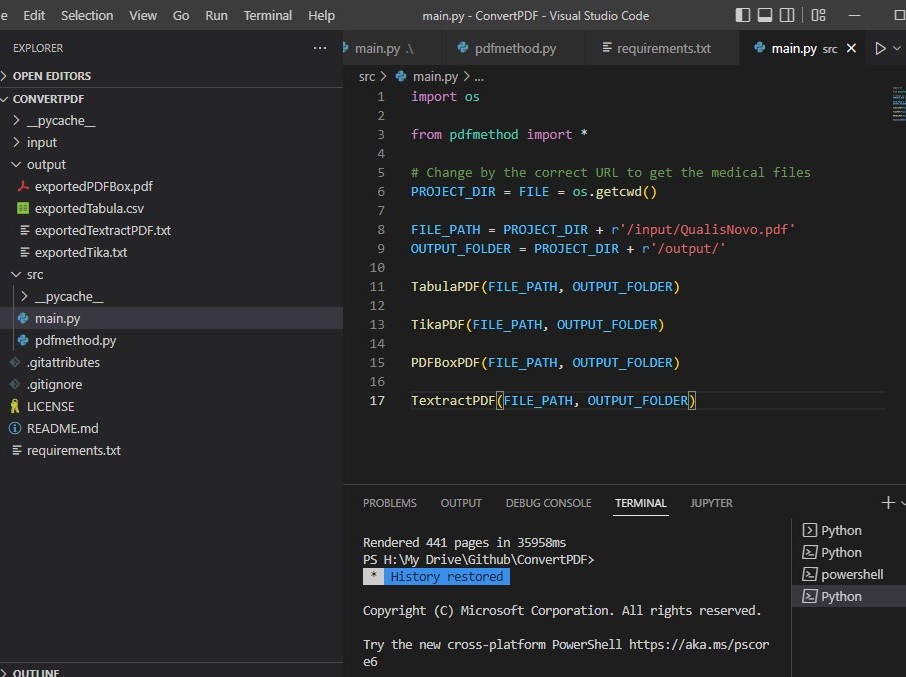 Edit Selection View Go Run Terminal Help main.py - ConvertPDF - Visual Studio Code
EXPLORER
main.py .\ pdfmethod.py requirements.txt main.py src
OPEN EDITORS
CONVERTPDF
__pycache__
input
output
exportedPDFBox.pdf
exportedTabula.csv
exportedTextractPDF.txt
exportedTika.txt
src
__pycache__
main.py
pdfmethod.py
.gitattributes
.gitignore
LICENSE
README.md
requirements.txt
OUTLINE
src > main.py > ...
1 import os
2
3 from pdfmethod import *
4
5 # Change by the correct URL to get the medical files
6 PROJECT_DIR = FILE = os.getcwd()
7
8 FILE_PATH = PROJECT_DIR + r'/input/QualisNovo.pdf'
9 OUTPUT_FOLDER = PROJECT_DIR + r'/output/'
10
11 TabulaPDF(FILE_PATH, OUTPUT_FOLDER)
12
13 TikaPDF(FILE_PATH, OUTPUT_FOLDER)
14
15 PDFBoxPDF(FILE_PATH, OUTPUT_FOLDER)
16
17 TextractPDF(FILE_PATH, OUTPUT_FOLDER)
PROBLEMS OUTPUT DEBUG CONSOLE TERMINAL JUPYTER
Rendered 441 pages in 35958ms
PS H:\My Drive\Github\ConvertPDF>
* History restored
Copyright (C) Microsoft Corporation. All rights reserved.
Try the new cross-platform PowerShell https://aka.ms/pscor
e6
Python
Python
powershell
Python